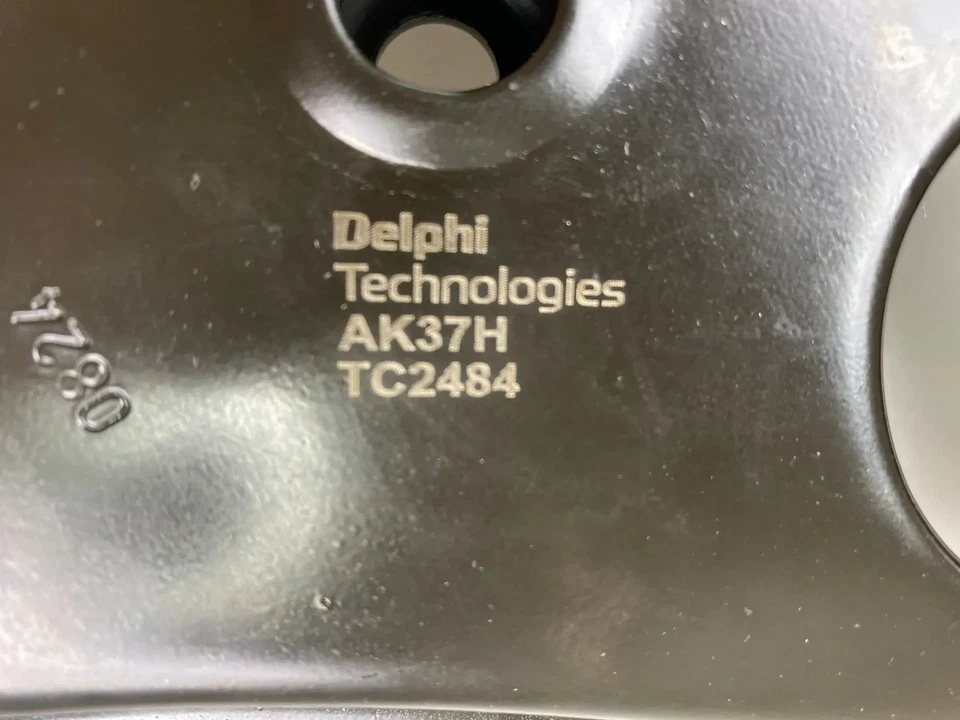 Delphi
Technologies
AK37H
TC2484